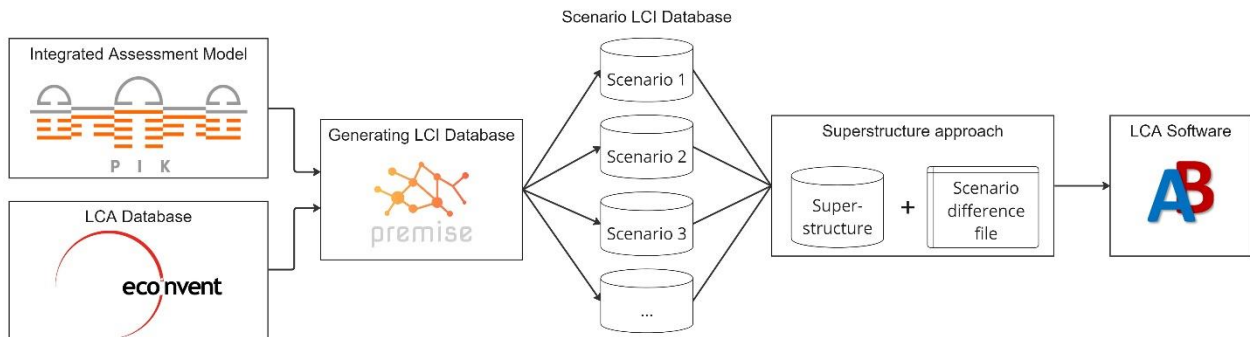 Integrated Assessment Model
P I K
LCA Database
ecoinvent
Generating LCI Database
premise
Scenario LCI Database
Scenario 1
Scenario 2
Scenario 3
...
Superstructure approach
Super-
structure
+
Scenario
difference
file
LCA Software
AB